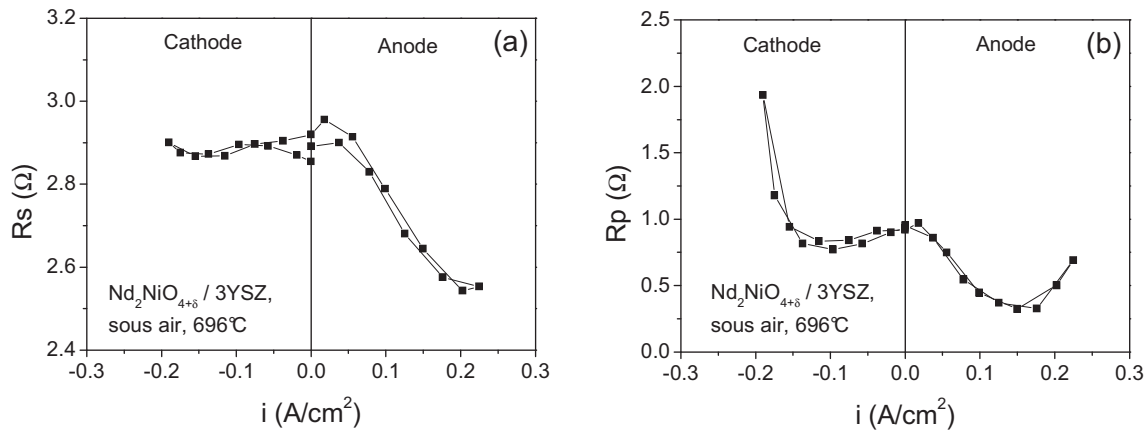 3.2
3.0
2.8
2.6
2.4
Rs (Ω)
Cathode
Anode
(a)
Nd₂NiO₄₊δ / 3YSZ,
sous air, 696°C
-0.3 -0.2 -0.1 0.0 0.1 0.2 0.3
i (A/cm²)
2.5
2.0
1.5
1.0
0.5
0.0
Rp (Ω)
Cathode
Anode
(b)
Nd₂NiO₄₊δ / 3YSZ,
sous air, 696°C
-0.3 -0.2 -0.1 0.0 0.1 0.2 0.3
i (A/cm²)